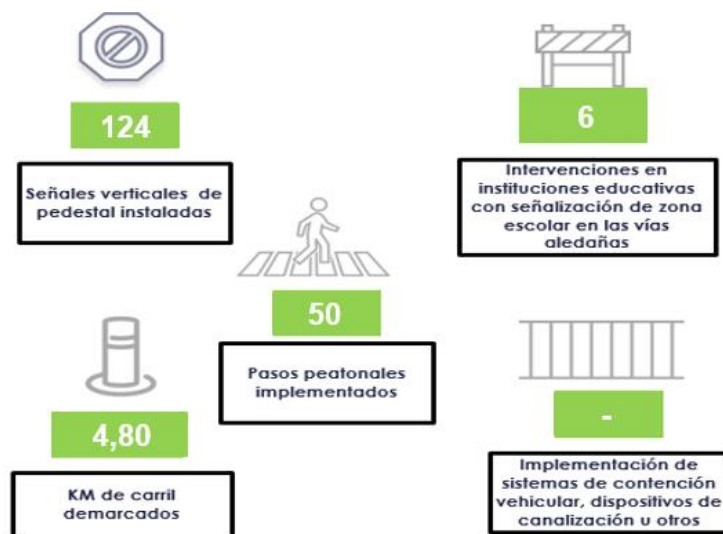 124
Señales verticales de
pedestal instaladas
6
Intervenciones en
instituciones educativas
con señalización de zona
escolar en las vías
aledañas
50
Pasos peatonales
implementados
4,80
KM de carril
demarcados
-
Implementación de
sistemas de contención
vehicular, dispositivos de
canalización u otros